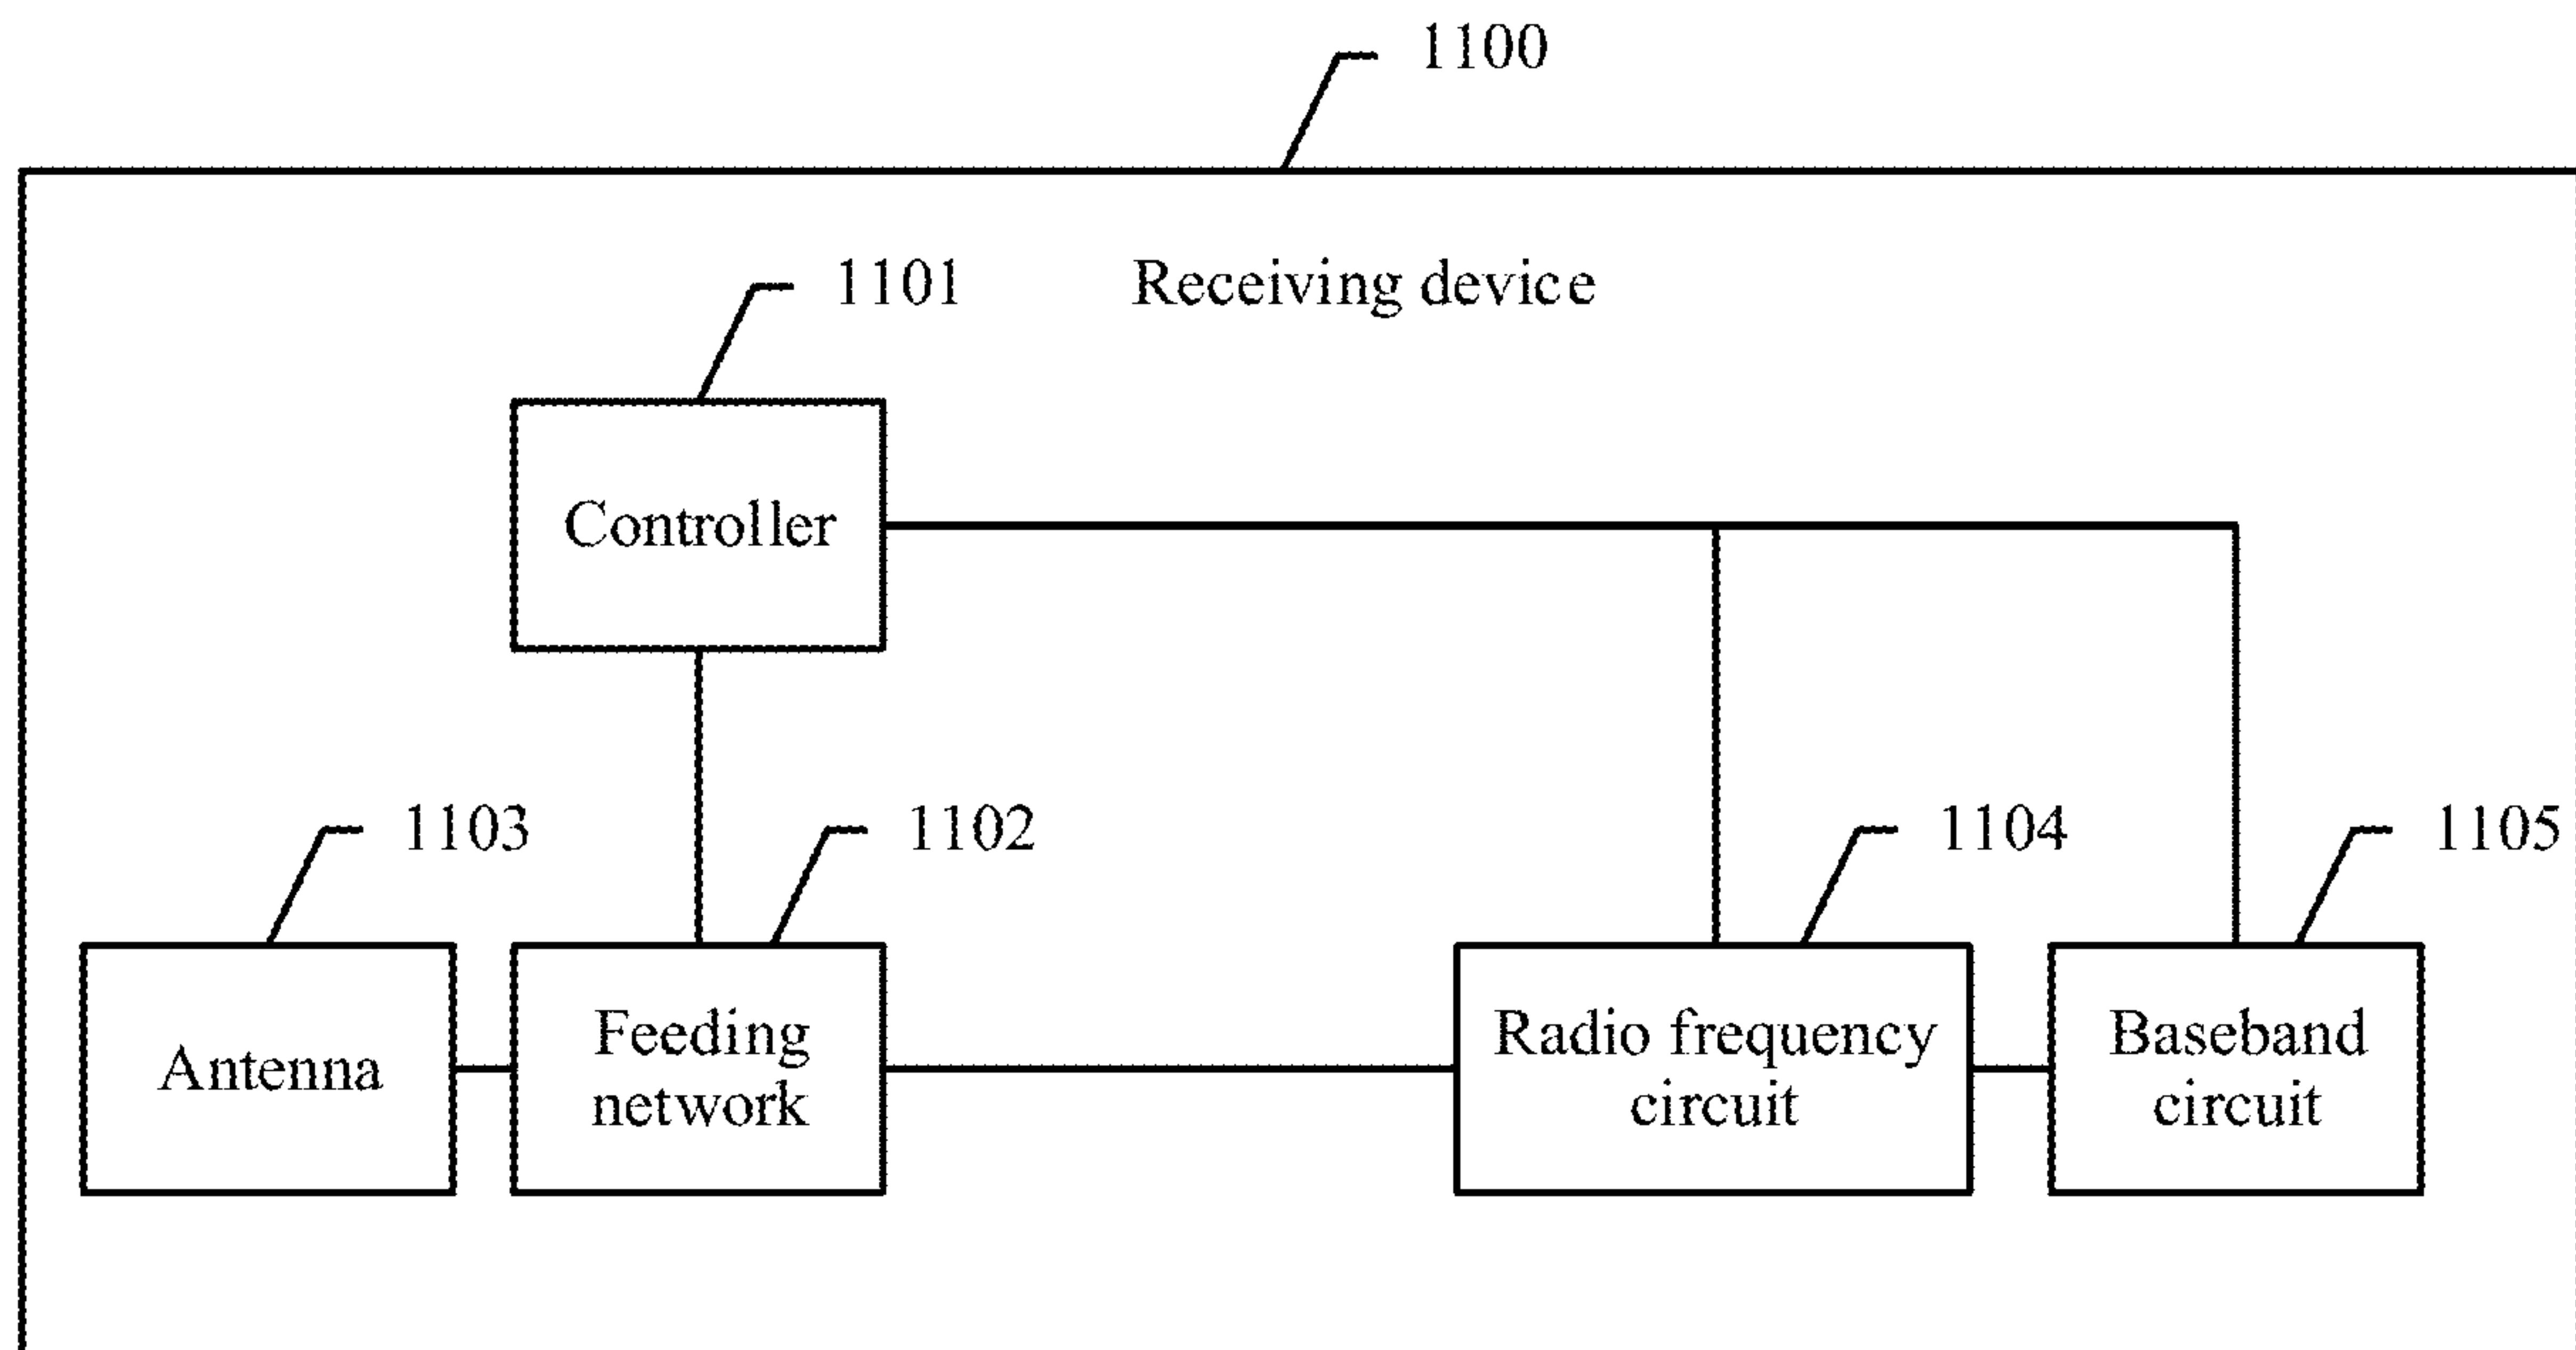 1100
1101
Receiving device
Controller
1103
1102
1104
1105
Antenna
Feeding
network
Radio frequency
circuit
Baseband
circuit